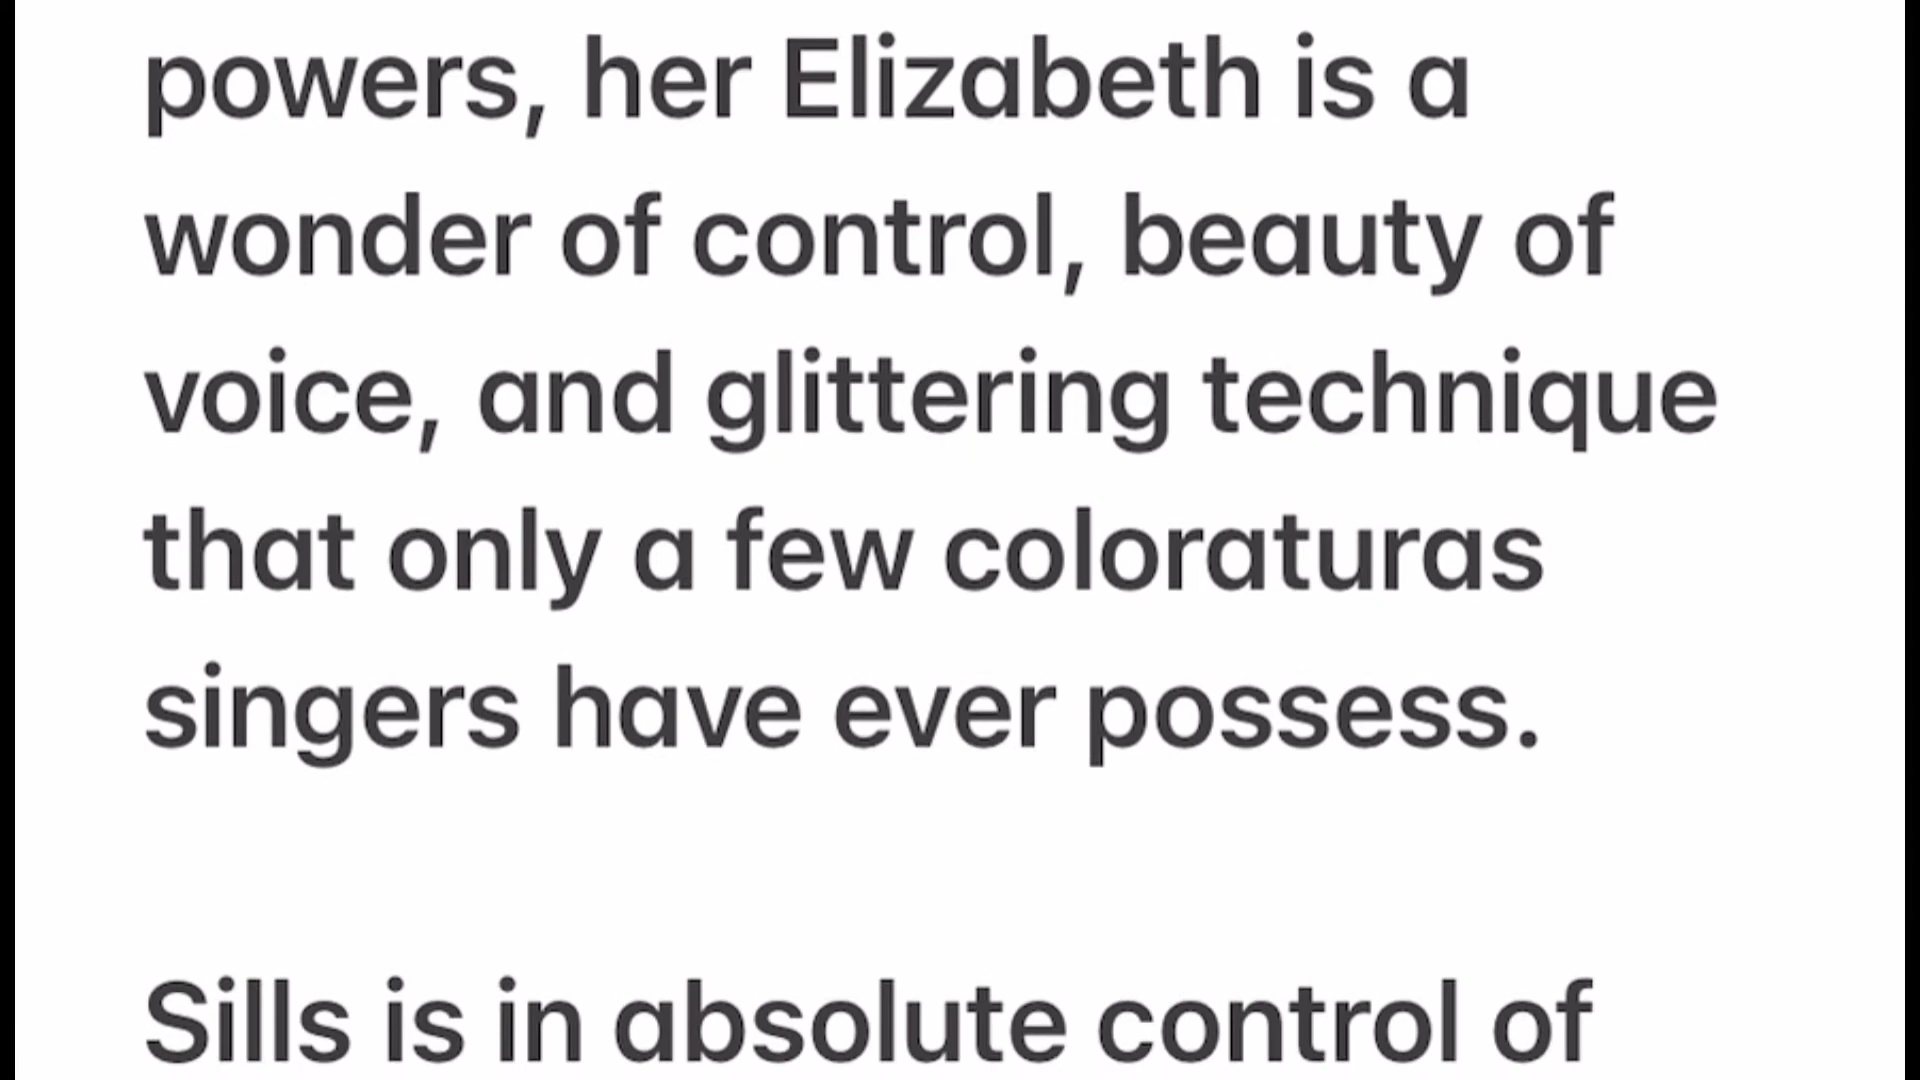 powers, her Elizabeth is a
wonder of control, beauty of
voice, and glittering technique
that only a few coloraturas
singers have ever possess.
Sills is in absolute control of